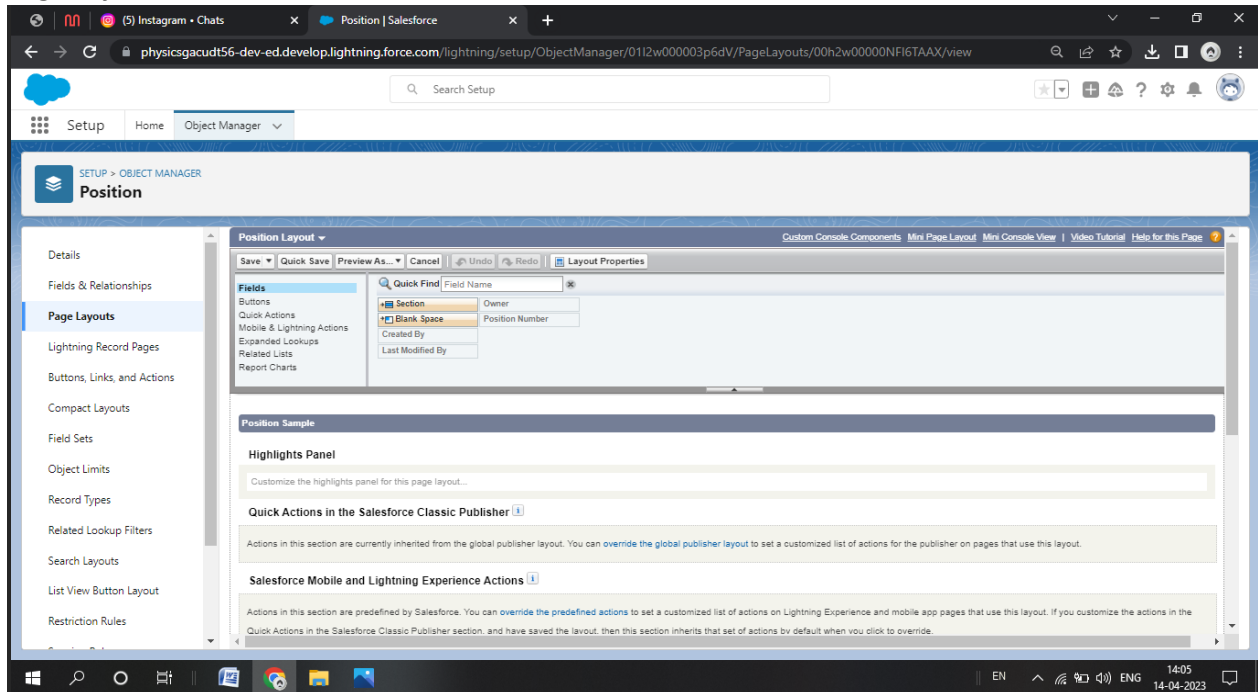 (5) Instagram • Chats
Position | Salesforce
physicsgacudt56-dev-ed.develop.lightning.force.com/lightning/setup/ObjectManager/01I2w000003p6dV/PageLayouts/00h2w00000NFl6TAAX/view
Search Setup
Setup Home Object Manager
SETUP > OBJECT MANAGER
Position
Details
Fields & Relationships
Page Layouts
Lightning Record Pages
Buttons, Links, and Actions
Compact Layouts
Field Sets
Object Limits
Record Types
Related Lookup Filters
Search Layouts
List View Button Layout
Restriction Rules
Position Layout
Custom Console Components Mini Page Layout Mini Console View | Video Tutorial Help for this Page
Save Quick Save Preview As... Cancel Undo Redo Layout Properties
Fields
Buttons
Quick Actions
Mobile & Lightning Actions
Expanded Lookups
Related Lists
Report Charts
Quick Find Field Name
Section Owner
Blank Space Position Number
Created By
Last Modified By
Position Sample
Highlights Panel
Customize the highlights panel for this page layout...
Quick Actions in the Salesforce Classic Publisher
Actions in this section are currently inherited from the global publisher layout. You can override the global publisher layout to set a customized list of actions for the publisher on pages that use this layout.
Salesforce Mobile and Lightning Experience Actions
Actions in this section are predefined by Salesforce. You can override the predefined actions to set a customized list of actions on Lightning Experience and mobile app pages that use this layout. If you customize the actions in the
Quick Actions in the Salesforce Classic Publisher section, and have saved the layout, then this section inherits that set of actions by default when you click to override.
EN ENG
14:05
14-04-2023